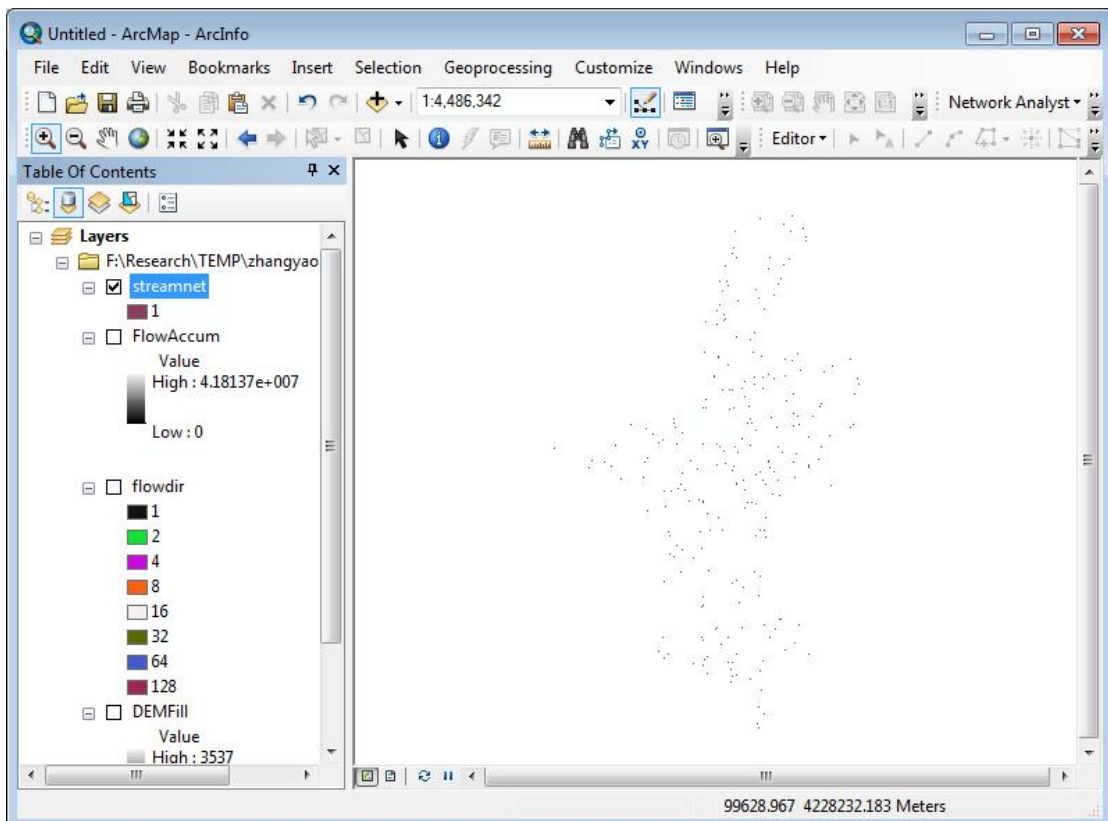 Untitled - ArcMap - ArcInfo
File Edit View Bookmarks Insert Selection Geoprocessing Customize Windows Help
1:4,486,342
Network Analyst
XY
Editor
Table Of Contents
Layers
F:\Research\TEMP\zhangyao
streamnet
1
FlowAccum
Value
High : 4.18137e+007
Low : 0
flowdir
1
2
4
8
16
32
64
128
DEMFill
Value
High : 3537
99628.967 4228232.183 Meters